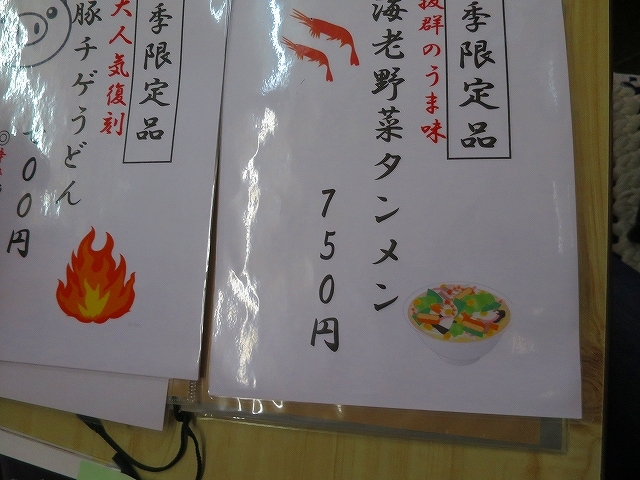 季限定品
抜群のうま味
海老野菜タンメン
750円
季限定品
大人気復刻
豚チゲうどん
00円